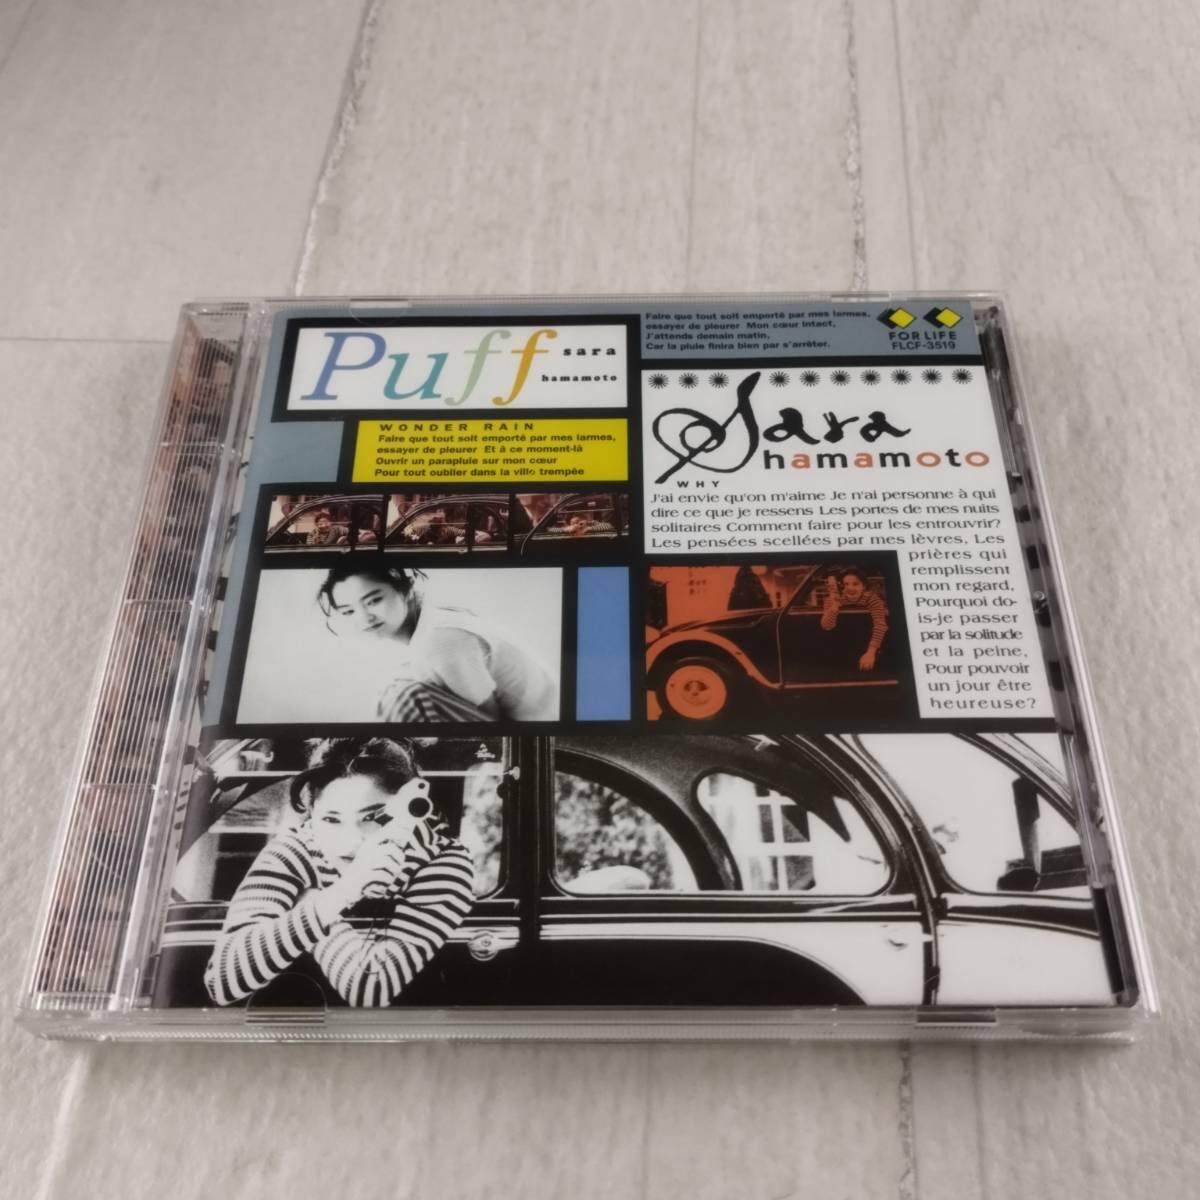 Puff
sara
hamamoto
WONDER RAIN
Faire que tout soit emporté par mes larmes,
essayer de pleurer Et à ce moment-là
Ouvrir un parapluie sur mon cœur
Pour tout oublier dans la ville trempée
Faire que tout soit emporté par mes larmes,
essayer de pleurer Mon cœur intact,
J'attends demain matin,
Car la pluie finira bien par s'arrêter.
FOR LIFE
FLCF-3519
Sara
hamamoto
WHY
J'ai envie qu'on m'aime Je n'ai personne à qui
dire ce que je ressens Les portes de mes nuits
solitaires Comment faire pour les entrouvrir?
Les pensées scellées par mes lèvres, Les
prières qui
remplissent
mon regard,
Pourquoi do-
is-je passer
par la solitude
et la peine,
Pour pouvoir
un jour être
heureuse?